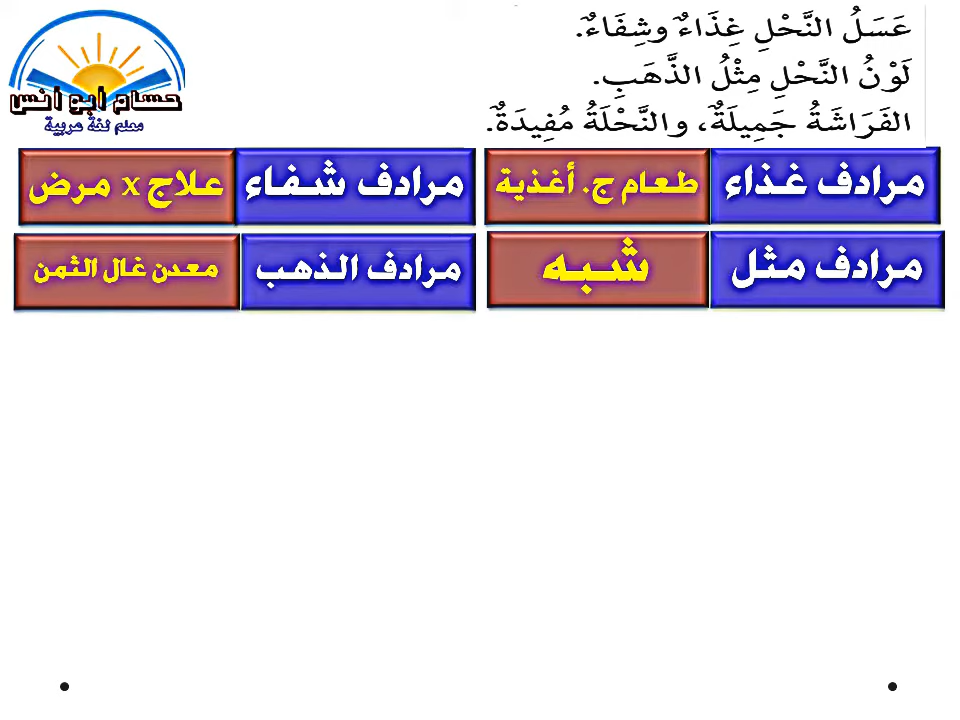 عَسَلُ النَّحْلِ غِذَاءٌ وشِفَاءٌ.
لَوْنُ النَّحْلِ مِثْلُ الذَّهَبِ.
الفَرَاشَةُ جَمِيلَةٌ، والنَّحْلَةُ مُفِيدَةٌ.
حسام ابو انس
معلم لغة عربية
مرادف غذاء طعام ج. أغذية مرادف شفاء علاج x مرض
مرادف مثل شبه مرادف الذهب معدن غال الثمن